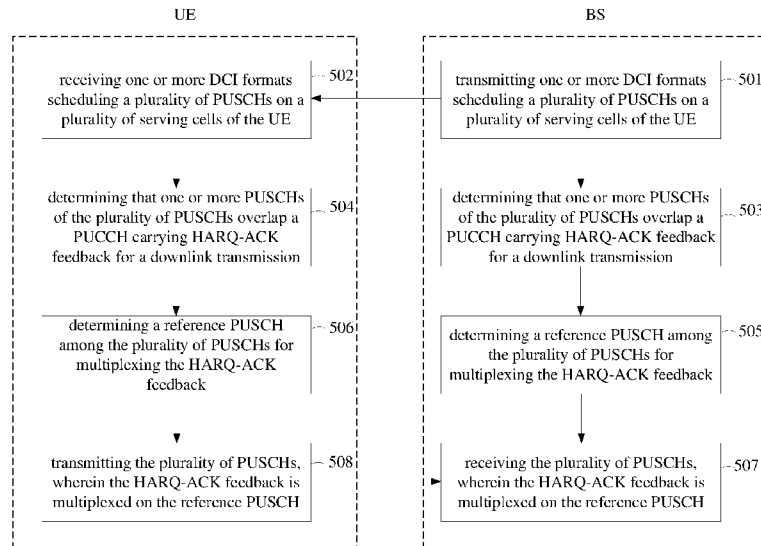 UE
BS
receiving one or more DCI formats
scheduling a plurality of PUSCHs on a
plurality of serving cells of the UE
502
transmitting one or more DCI formats
scheduling a plurality of PUSCHs on a
plurality of serving cells of the UE
501
determining that one or more PUSCHs
of the plurality of PUSCHs overlap a
PUCCH carrying HARQ-ACK
feedback for a downlink transmission
504
determining that one or more PUSCHs
of the plurality of PUSCHs overlap a
PUCCH carrying HARQ-ACK feedback
for a downlink transmission
503
determining a reference PUSCH
among the plurality of PUSCHs for
multiplexing the HARQ-ACK
feedback
506
determining a reference PUSCH among
the plurality of PUSCHs for
multiplexing the HARQ-ACK feedback
505
transmitting the plurality of PUSCHs,
wherein the HARQ-ACK feedback is
multiplexed on the reference PUSCH
508
receiving the plurality of PUSCHs,
wherein the HARQ-ACK feedback is
multiplexed on the reference PUSCH
507